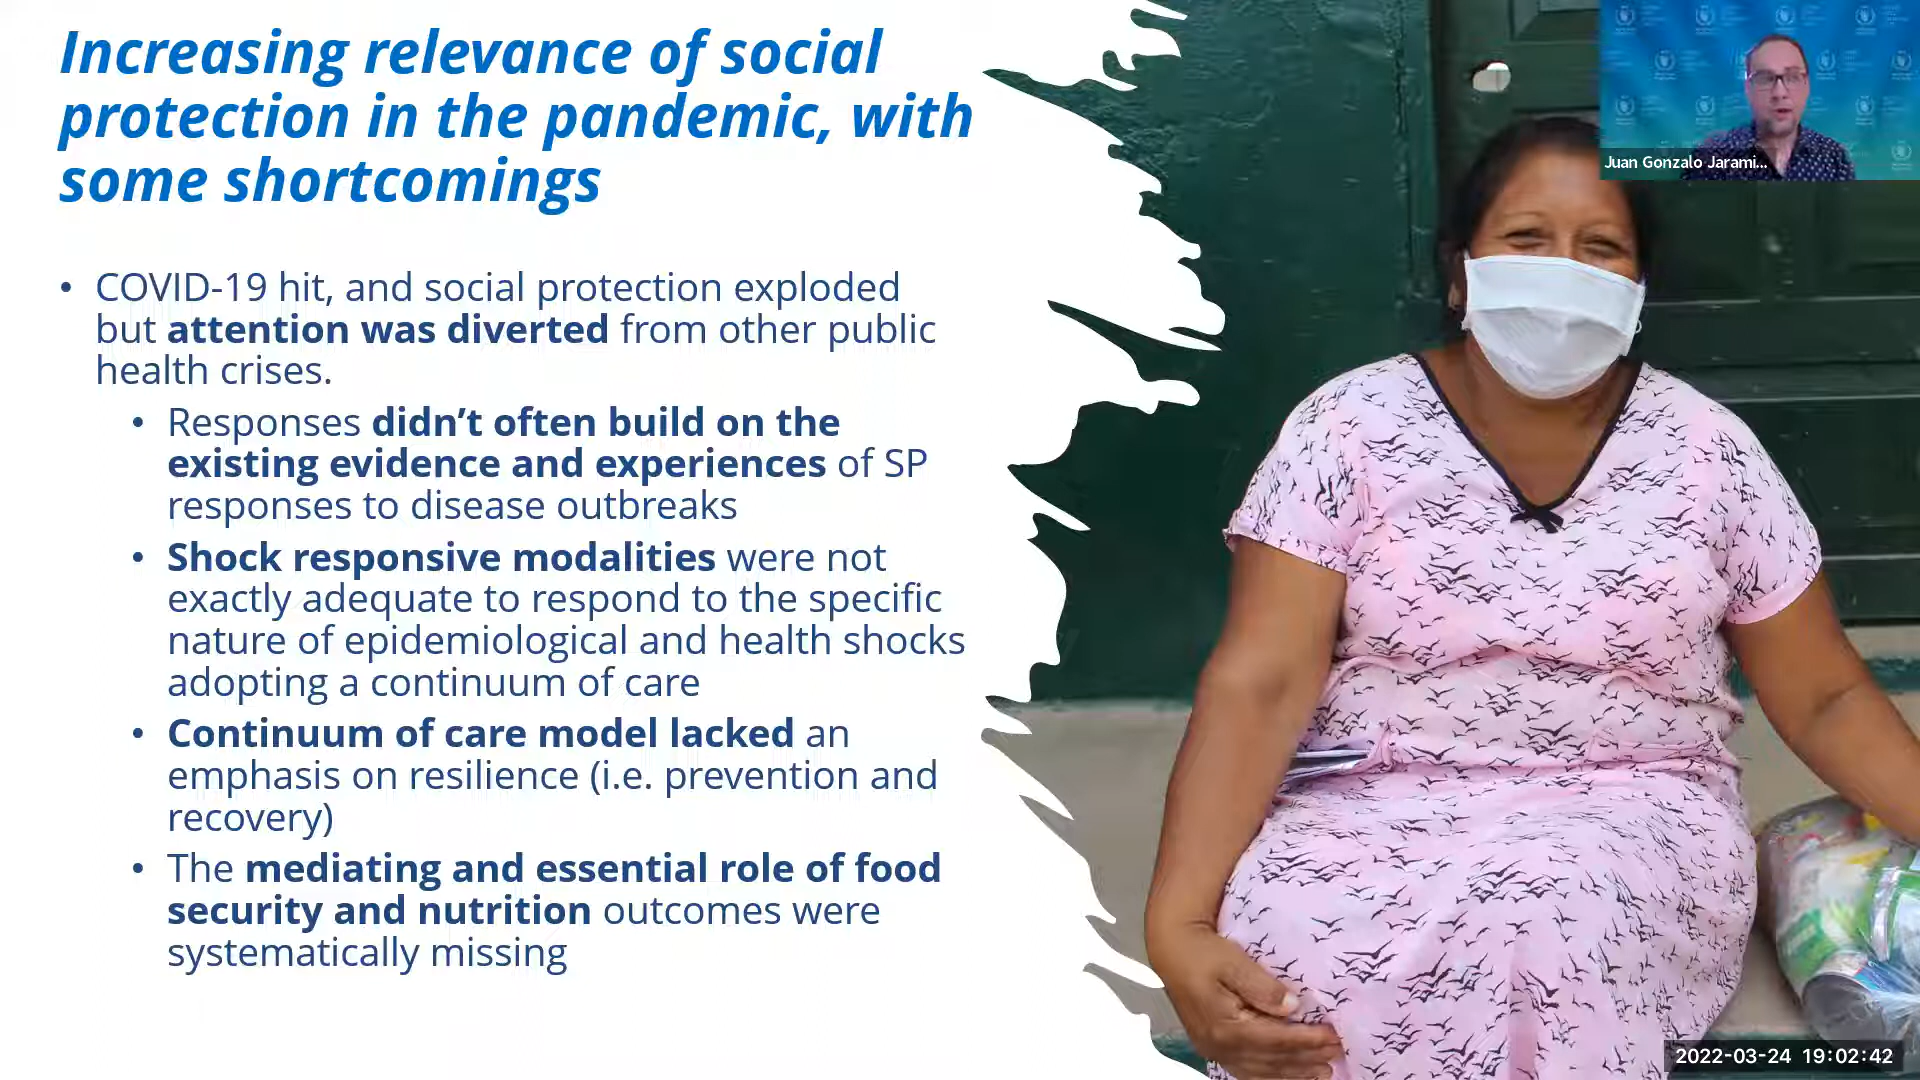 Increasing relevance of social
protection in the pandemic, with
some shortcomings
• COVID-19 hit, and social protection exploded
but attention was diverted from other public
health crises.
• Responses didn’t often build on the
existing evidence and experiences of SP
responses to disease outbreaks
• Shock responsive modalities were not
exactly adequate to respond to the specific
nature of epidemiological and health shocks
adopting a continuum of care
• Continuum of care model lacked an
emphasis on resilience (i.e. prevention and
recovery)
• The mediating and essential role of food
security and nutrition outcomes were
systematically missing
Juan Gonzalo Jarami...
2022-03-24 19:02:42